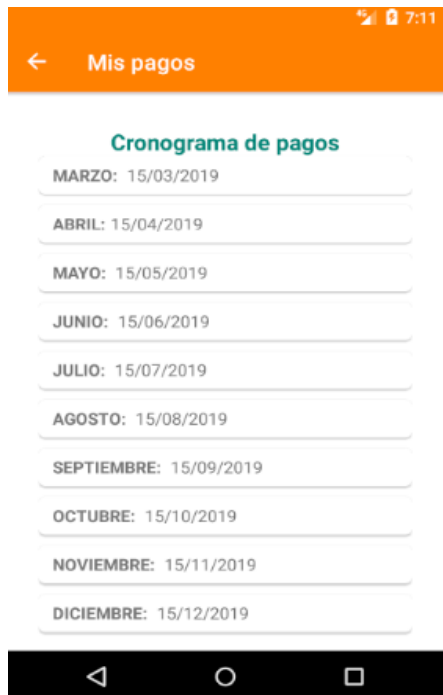 4G 7:11
Mis pagos
Cronograma de pagos
MARZO: 15/03/2019
ABRIL: 15/04/2019
MAYO: 15/05/2019
JUNIO: 15/06/2019
JULIO: 15/07/2019
AGOSTO: 15/08/2019
SEPTIEMBRE: 15/09/2019
OCTUBRE: 15/10/2019
NOVIEMBRE: 15/11/2019
DICIEMBRE: 15/12/2019